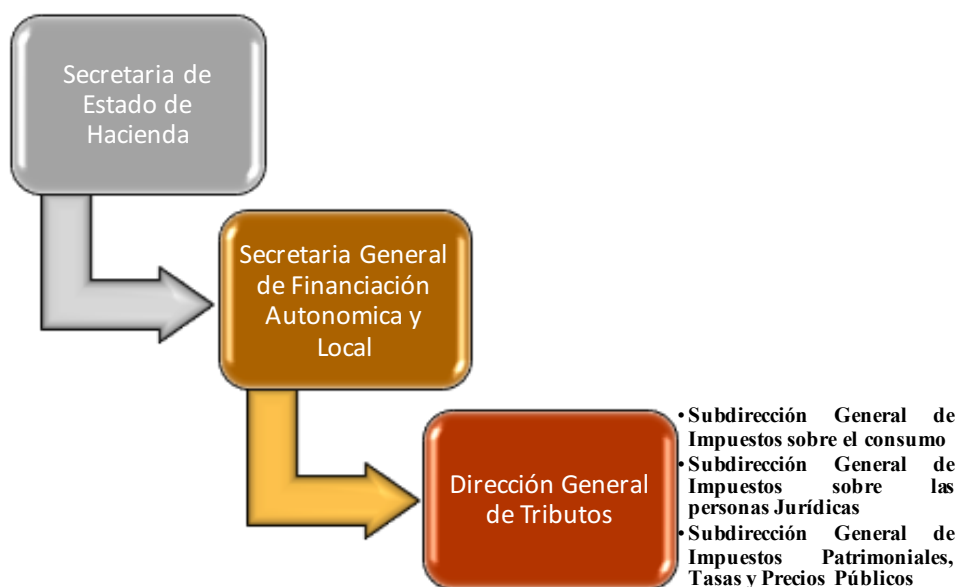 Secretaria de
Estado de
Hacienda
Secretaria General
de Financiación
Autonomica y
Local
Dirección General
de Tributos
• Subdirección General de
Impuestos sobre el consumo
• Subdirección General de
Impuestos sobre las
personas Jurídicas
• Subdirección General de
Impuestos Patrimoniales,
Tasas y Precios Públicos